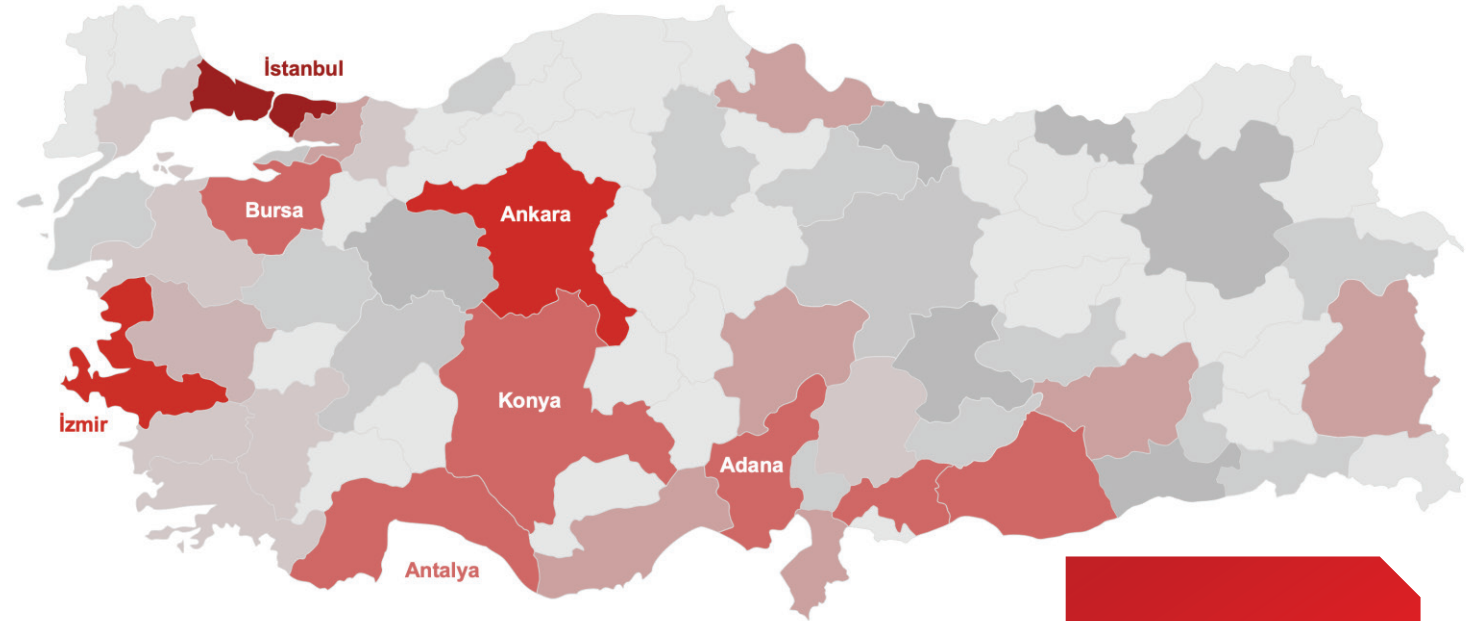 İstanbul
Bursa
Ankara
Konya
İzmir
Adana
Antalya